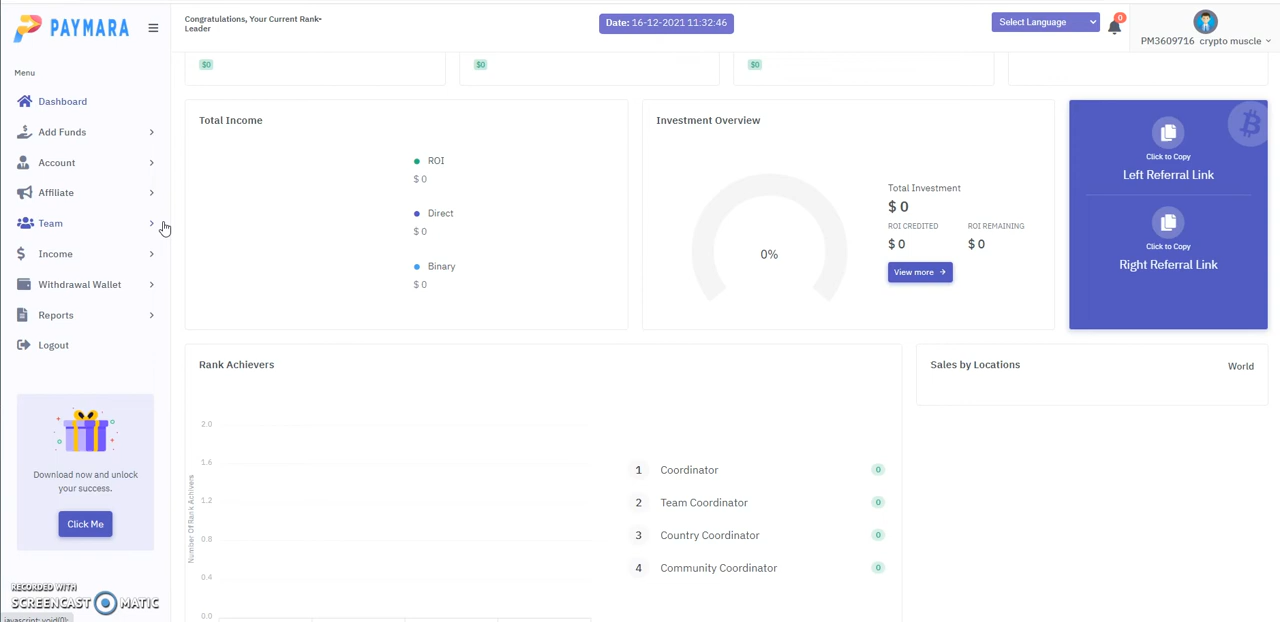 PAYMARA
Congratulations, Your Current Rank-
Leader
Date: 16-12-2021 11:32:46
Select Language
0
PM3609716 crypto muscle
Menu
Dashboard
Add Funds
Account
Affiliate
Team
Income
Withdrawal Wallet
Reports
Logout
Download now and unlock
your success.
Click Me
RECORDED WITH
SCREENCAST MATIC
javascript: void(0);
$0
$0
$0
Total Income
ROI
$ 0
Direct
$ 0
Binary
$ 0
Investment Overview
0%
Total Investment
$ 0
ROI CREDITED
ROI REMAINING
$ 0
$ 0
View more
Click to Copy
Left Referral Link
Click to Copy
Right Referral Link
Rank Achievers
Number Of Rank Achivers
2.0
1.6
1.2
0.8
0.4
0.0
1 Coordinator 0
2 Team Coordinator 0
3 Country Coordinator 0
4 Community Coordinator 0
Sales by Locations
World